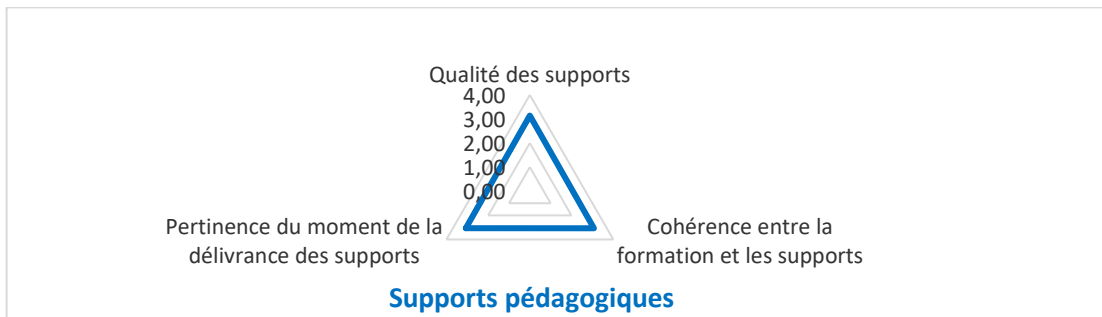 Qualité des supports
4,00
3,00
2,00
1,00
0,00
Pertinence du moment de la
délivrance des supports
Cohérence entre la
formation et les supports
Supports pédagogiques